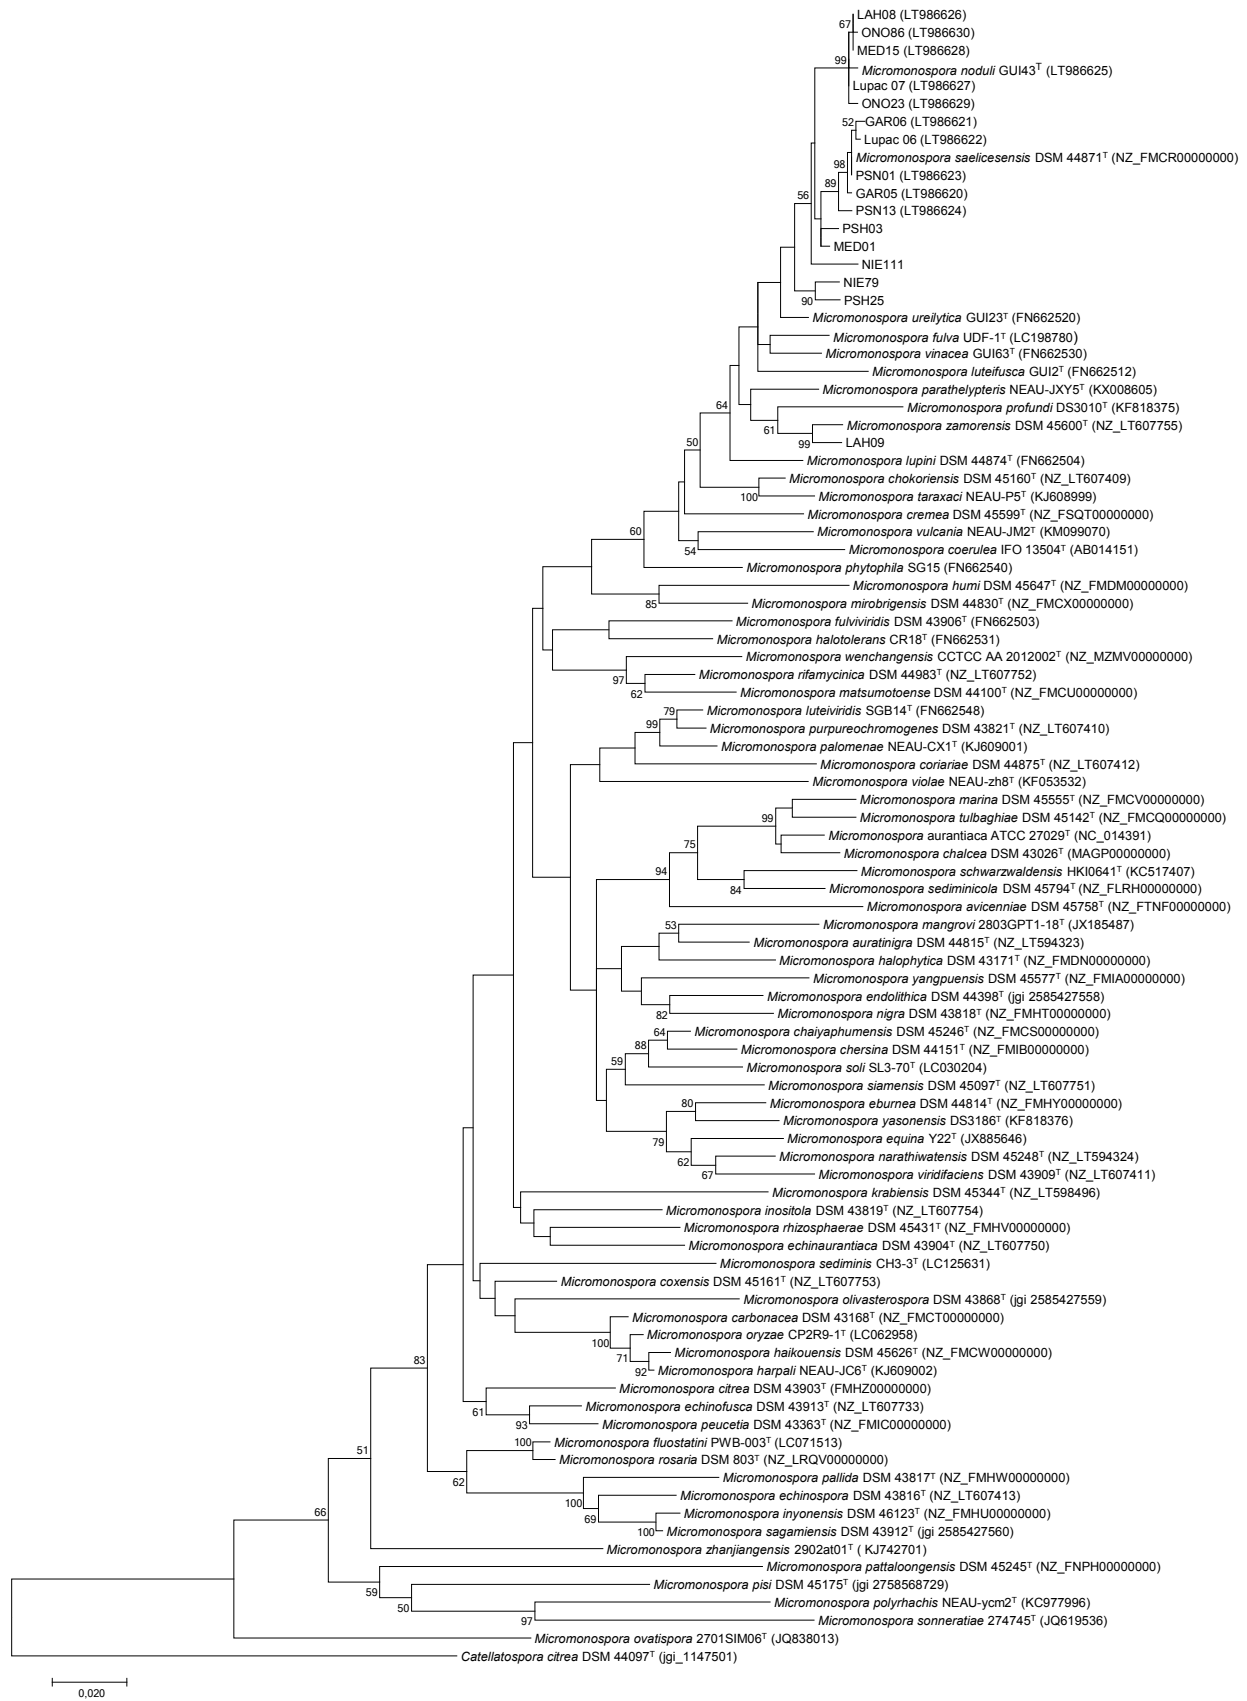 LAH08 (LT986626)
67
ONO86 (LT986630)
MED15 (LT986628)
99
Micromonospora noduli GUI43T (LT986625)
Lupac 07 (LT986627)
ONO23 (LT986629)
52
GAR06 (LT986621)
Lupac 06 (LT986622)
Micromonospora saelicesensis DSM 44871T (NZ_FMCR00000000)
98
PSN01 (LT986623)
89
GAR05 (LT986620)
56
PSN13 (LT986624)
PSH03
MED01
NIE111
NIE79
90
PSH25
Micromonospora ureilytica GUI23T (FN662520)
Micromonospora fulva UDF-1T (LC198780)
Micromonospora vinacea GUI63T (FN662530)
Micromonospora luteifusca GUI2T (FN662512)
Micromonospora parathelypteris NEAU-JXY5T (KX008605)
64
Micromonospora profundi DS3010T (KF818375)
61
Micromonospora zamorensis DSM 45600T (NZ_LT607755)
99
LAH09
50
Micromonospora lupini DSM 44874T (FN662504)
Micromonospora chokoriensis DSM 45160T (NZ_LT607409)
100
Micromonospora taraxaci NEAU-P5T (KJ608999)
Micromonospora cremea DSM 45599T (NZ_FSQT00000000)
60
Micromonospora vulcania NEAU-JM2T (KM099070)
54
Micromonospora coerulea IFO 13504T (AB014151)
Micromonospora phytophila SG15 (FN662540)
Micromonospora humi DSM 45647T (NZ_FMDM00000000)
85
Micromonospora mirobrigensis DSM 44830T (NZ_FMCX00000000)
Micromonospora fulviviridis DSM 43906T (FN662503)
Micromonospora halotolerans CR18T (FN662531)
Micromonospora wenchangensis CCTCC AA 2012002T (NZ_MZMV00000000)
97
Micromonospora rifamycinica DSM 44983T (NZ_LT607752)
62
Micromonospora matsumotoense DSM 44100T (NZ_FMCU00000000)
79
Micromonospora luteiviridis SGB14T (FN662548)
99
Micromonospora purpureochromogenes DSM 43821T (NZ_LT607410)
Micromonospora palomenae NEAU-CX1T (KJ609001)
Micromonospora coriariae DSM 44875T (NZ_LT607412)
Micromonospora violae NEAU-zh8T (KF053532)
Micromonospora marina DSM 45555T (NZ_FMCV00000000)
99
Micromonospora tulbaghiae DSM 45142T (NZ_FMCQ00000000)
Micromonospora aurantiaca ATCC 27029T (NC_014391)
75
Micromonospora chalcea DSM 43026T (MAGP00000000)
94
Micromonospora schwarzwaldensis HKI0641T (KC517407)
84
Micromonospora sediminicola DSM 45794T (NZ_FLRH00000000)
Micromonospora avicenniae DSM 45758T (NZ_FTNF00000000)
53
Micromonospora mangrovi 2803GPT1-18T (JX185487)
Micromonospora auratinigra DSM 44815T (NZ_LT594323)
Micromonospora halophytica DSM 43171T (NZ_FMDN00000000)
Micromonospora yangpuensis DSM 45577T (NZ_FMIA00000000)
Micromonospora endolithica DSM 44398T (jgi 2585427558)
82
Micromonospora nigra DSM 43818T (NZ_FMHT00000000)
64
Micromonospora chaiyaphumensis DSM 45246T (NZ_FMCS00000000)
88
Micromonospora chersina DSM 44151T (NZ_FMIB00000000)
59
Micromonospora soli SL3-70T (LC030204)
Micromonospora siamensis DSM 45097T (NZ_LT607751)
80
Micromonospora eburnea DSM 44814T (NZ_FMHY00000000)
Micromonospora yasonensis DS3186T (KF818376)
79
Micromonospora equina Y22T (JX885646)
62
Micromonospora narathiwatensis DSM 45248T (NZ_LT594324)
67
Micromonospora viridifaciens DSM 43909T (NZ_LT607411)
Micromonospora krabiensis DSM 45344T (NZ_LT598496)
Micromonospora inositola DSM 43819T (NZ_LT607754)
Micromonospora rhizosphaerae DSM 45431T (NZ_FMHV00000000)
Micromonospora echinaurantiaca DSM 43904T (NZ_LT607750)
Micromonospora sediminis CH3-3T (LC125631)
Micromonospora coxensis DSM 45161T (NZ_LT607753)
Micromonospora olivasterospora DSM 43868T (jgi 2585427559)
Micromonospora carbonacea DSM 43168T (NZ_FMCT00000000)
100
Micromonospora oryzae CP2R9-1T (LC062958)
71
Micromonospora haikouensis DSM 45626T (NZ_FMCW00000000)
83
92
Micromonospora harpali NEAU-JC6T (KJ609002)
Micromonospora citrea DSM 43903T (FMHZ00000000)
61
Micromonospora echinofusca DSM 43913T (NZ_LT607733)
93
Micromonospora peucetia DSM 43363T (NZ_FMIC00000000)
100
Micromonospora fluostatini PWB-003T (LC071513)
51
Micromonospora rosaria DSM 803T (NZ_LRQV00000000)
62
Micromonospora pallida DSM 43817T (NZ_FMHW00000000)
100
Micromonospora echinospora DSM 43816T (NZ_LT607413)
66
69
Micromonospora inyonensis DSM 46123T (NZ_FMHU00000000)
100
Micromonospora sagamiensis DSM 43912T (jgi 2585427560)
Micromonospora zhanjiangensis 2902at01T ( KJ742701)
Micromonospora pattaloongensis DSM 45245T (NZ_FNPH00000000)
59
Micromonospora pisi DSM 45175T (jgi 2758568729)
50
Micromonospora polyrhachis NEAU-ycm2T (KC977996)
97
Micromonospora sonneratiae 274745T (JQ619536)
Micromonospora ovatispora 2701SIM06T (JQ838013)
Catellatospora citrea DSM 44097T (jgi_1147501)
0,020